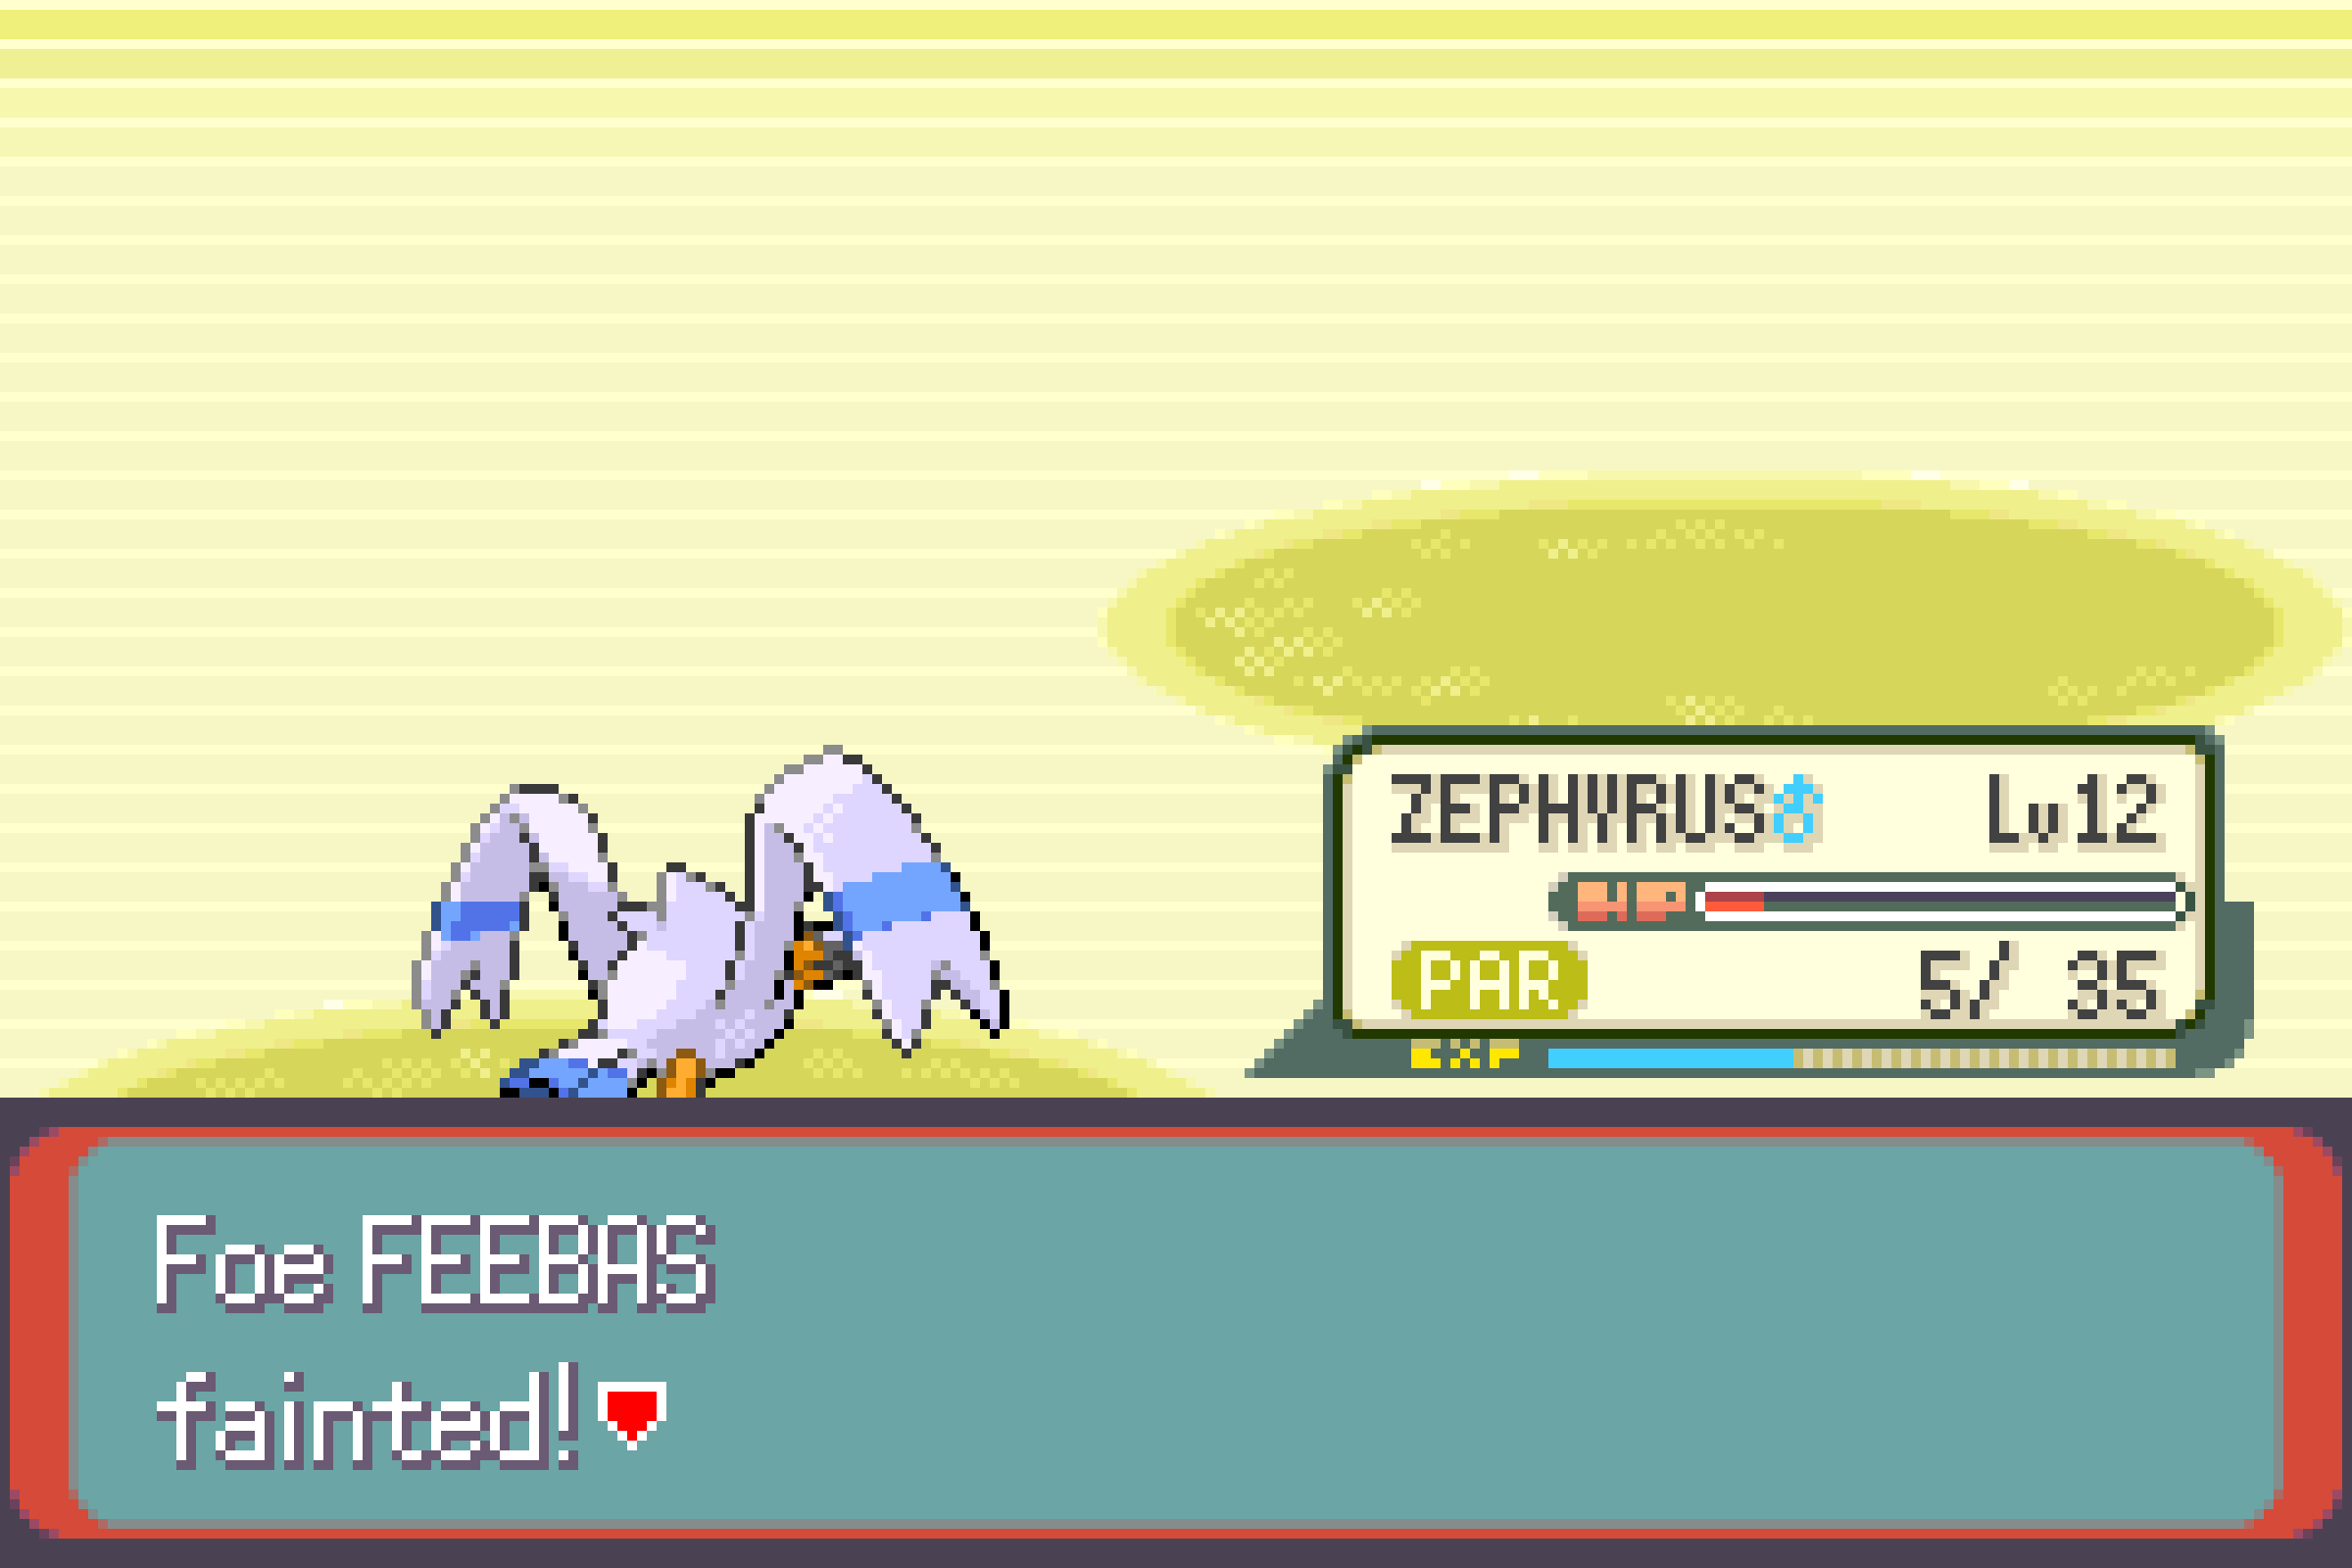 ZEPHYRUS♂ Lv12
HP
PAR 5/ 35
EXP
Foe FEEBAS
fainted!